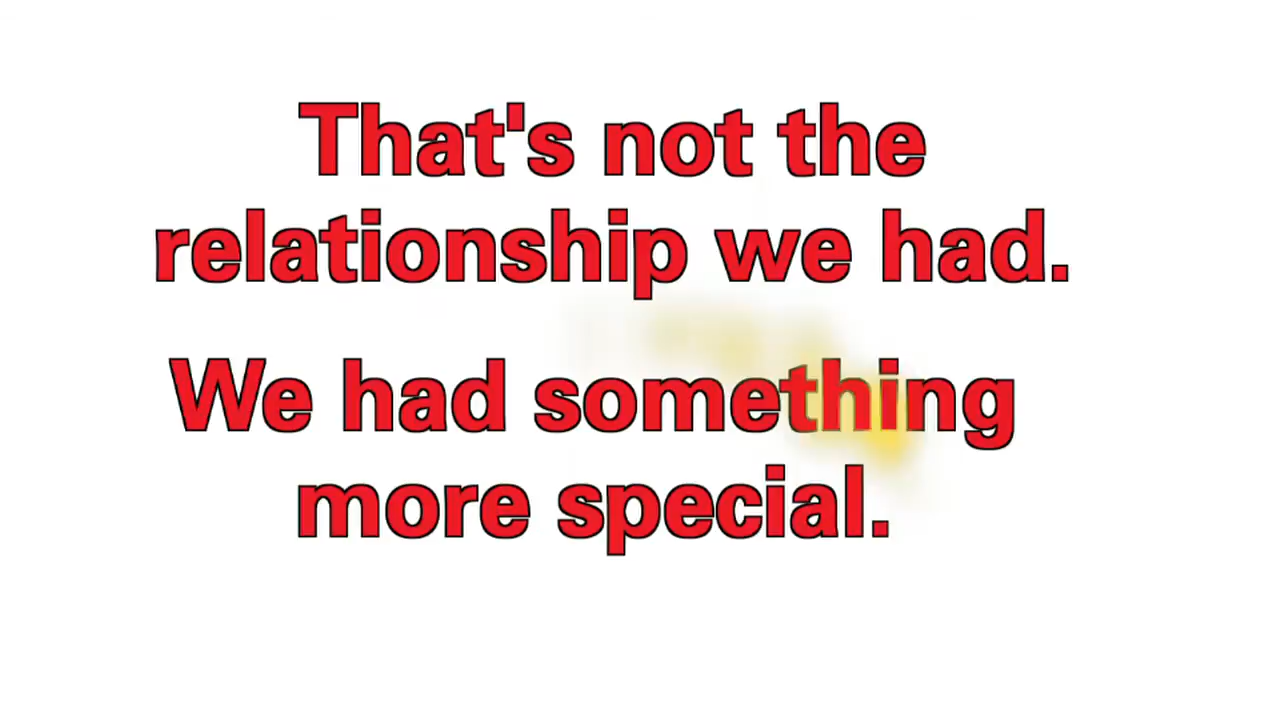 That's not the
relationship we had.
We had something
more special.